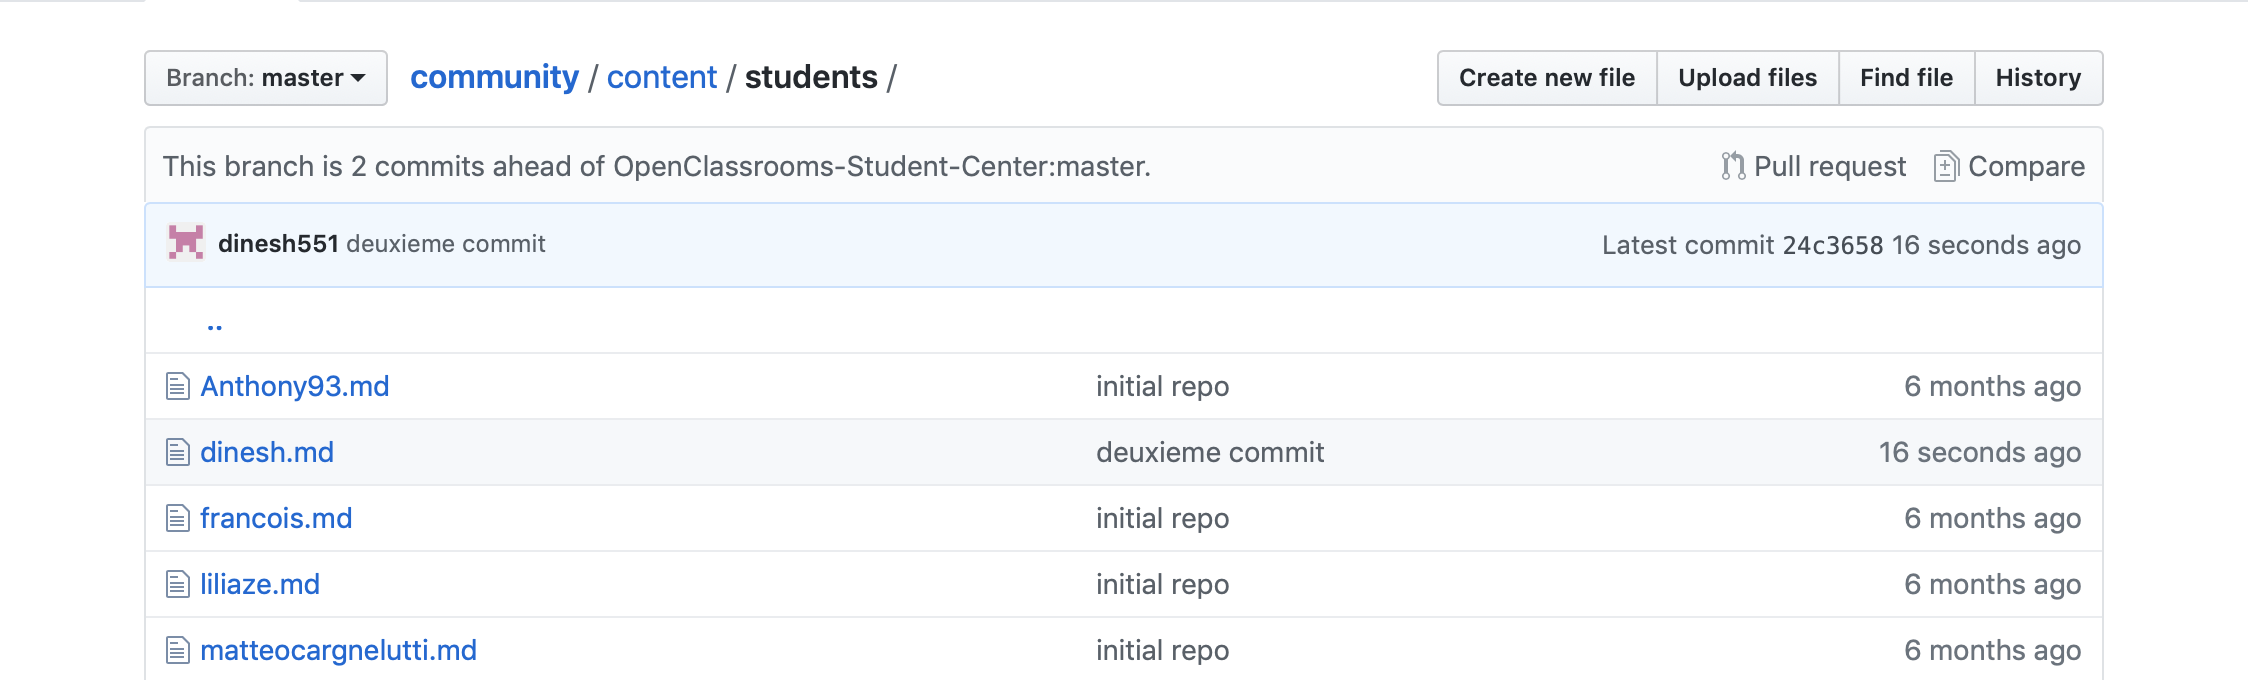 Branch: master community / content / students / Create new file Upload files Find file History
This branch is 2 commits ahead of OpenClassrooms-Student-Center:master. Pull request Compare
dinesh551 deuxieme commit Latest commit 24c3658 16 seconds ago
..
Anthony93.md initial repo 6 months ago
dinesh.md deuxieme commit 16 seconds ago
francois.md initial repo 6 months ago
liliaze.md initial repo 6 months ago
matteocargnelutti.md initial repo 6 months ago